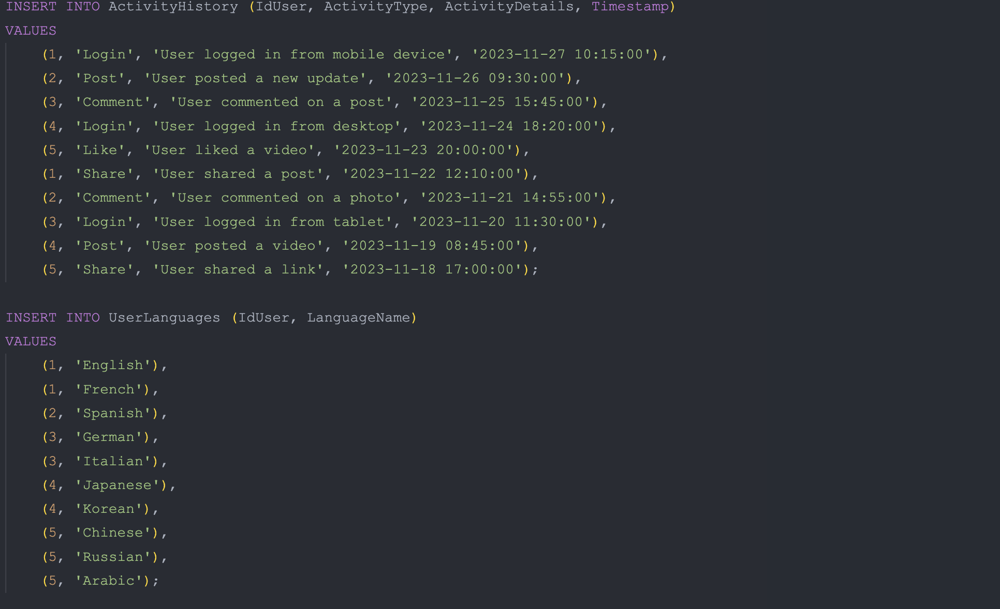 INSERT INTO ActivityHistory (IdUser, ActivityType, ActivityDetails, Timestamp)
VALUES
(1, 'Login', 'User logged in from mobile device', '2023-11-27 10:15:00'),
(2, 'Post', 'User posted a new update', '2023-11-26 09:30:00'),
(3, 'Comment', 'User commented on a post', '2023-11-25 15:45:00'),
(4, 'Login', 'User logged in from desktop', '2023-11-24 18:20:00'),
(5, 'Like', 'User liked a video', '2023-11-23 20:00:00'),
(1, 'Share', 'User shared a post', '2023-11-22 12:10:00'),
(2, 'Comment', 'User commented on a photo', '2023-11-21 14:55:00'),
(3, 'Login', 'User logged in from tablet', '2023-11-20 11:30:00'),
(4, 'Post', 'User posted a video', '2023-11-19 08:45:00'),
(5, 'Share', 'User shared a link', '2023-11-18 17:00:00');
INSERT INTO UserLanguages (IdUser, LanguageName)
VALUES
(1, 'English'),
(1, 'French'),
(2, 'Spanish'),
(3, 'German'),
(3, 'Italian'),
(4, 'Japanese'),
(4, 'Korean'),
(5, 'Chinese'),
(5, 'Russian'),
(5, 'Arabic');